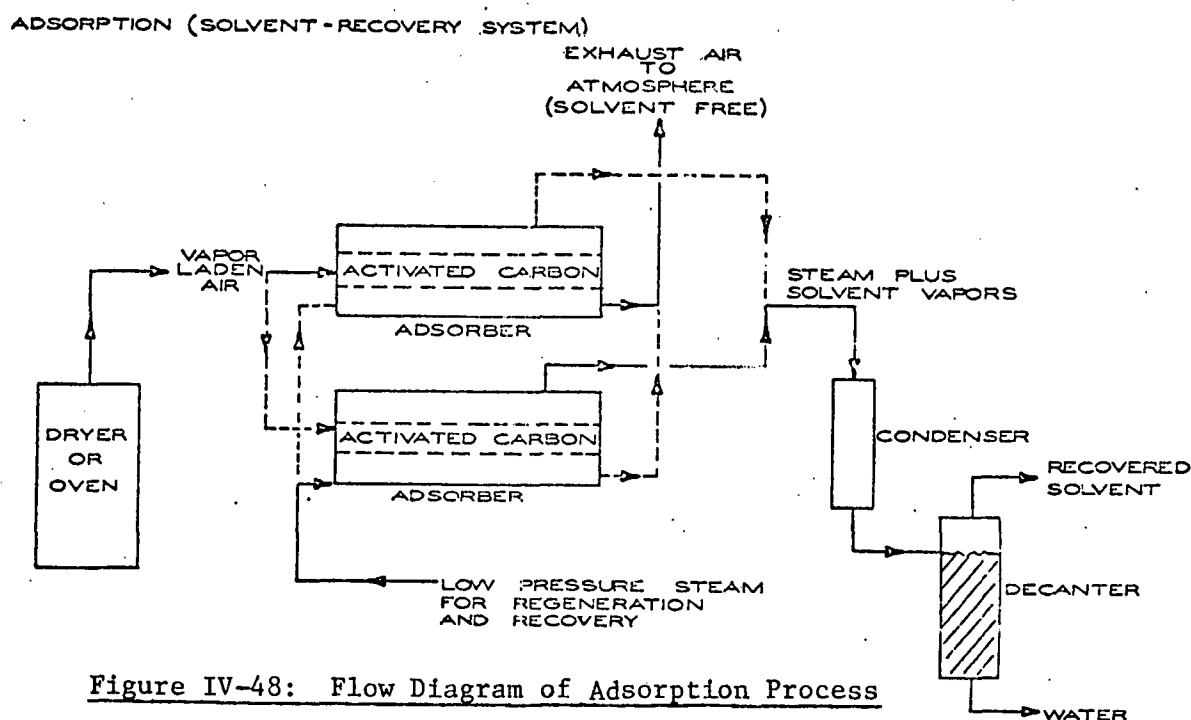 ADSORPTION (SOLVENT-RECOVERY SYSTEM)
EXHAUST AIR
TO
ATMOSPHERE
(SOLVENT FREE)
VAPOR
LADEN
AIR
ACTIVATED CARBON
ADSORBER
STEAM PLUS
SOLVENT VAPORS
DRYER
OR
OVEN
ACTIVATED CARBON
ADSORBER
CONDENSER
RECOVERED
SOLVENT
DECANTER
LOW PRESSURE STEAM
FOR REGENERATION
AND RECOVERY
WATER
Figure IV-48: Flow Diagram of Adsorption Process